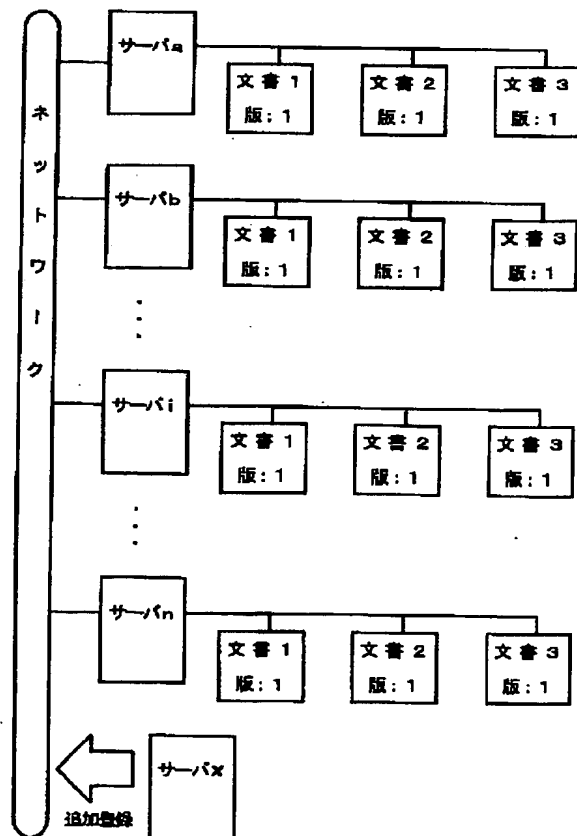 ネットワーク
サーバa
文書1
版:1
文書2
版:1
文書3
版:1
サーバb
文書1
版:1
文書2
版:1
文書3
版:1
サーバi
文書1
版:1
文書2
版:1
文書3
版:1
サーバn
文書1
版:1
文書2
版:1
文書3
版:1
サーバx
追加登録